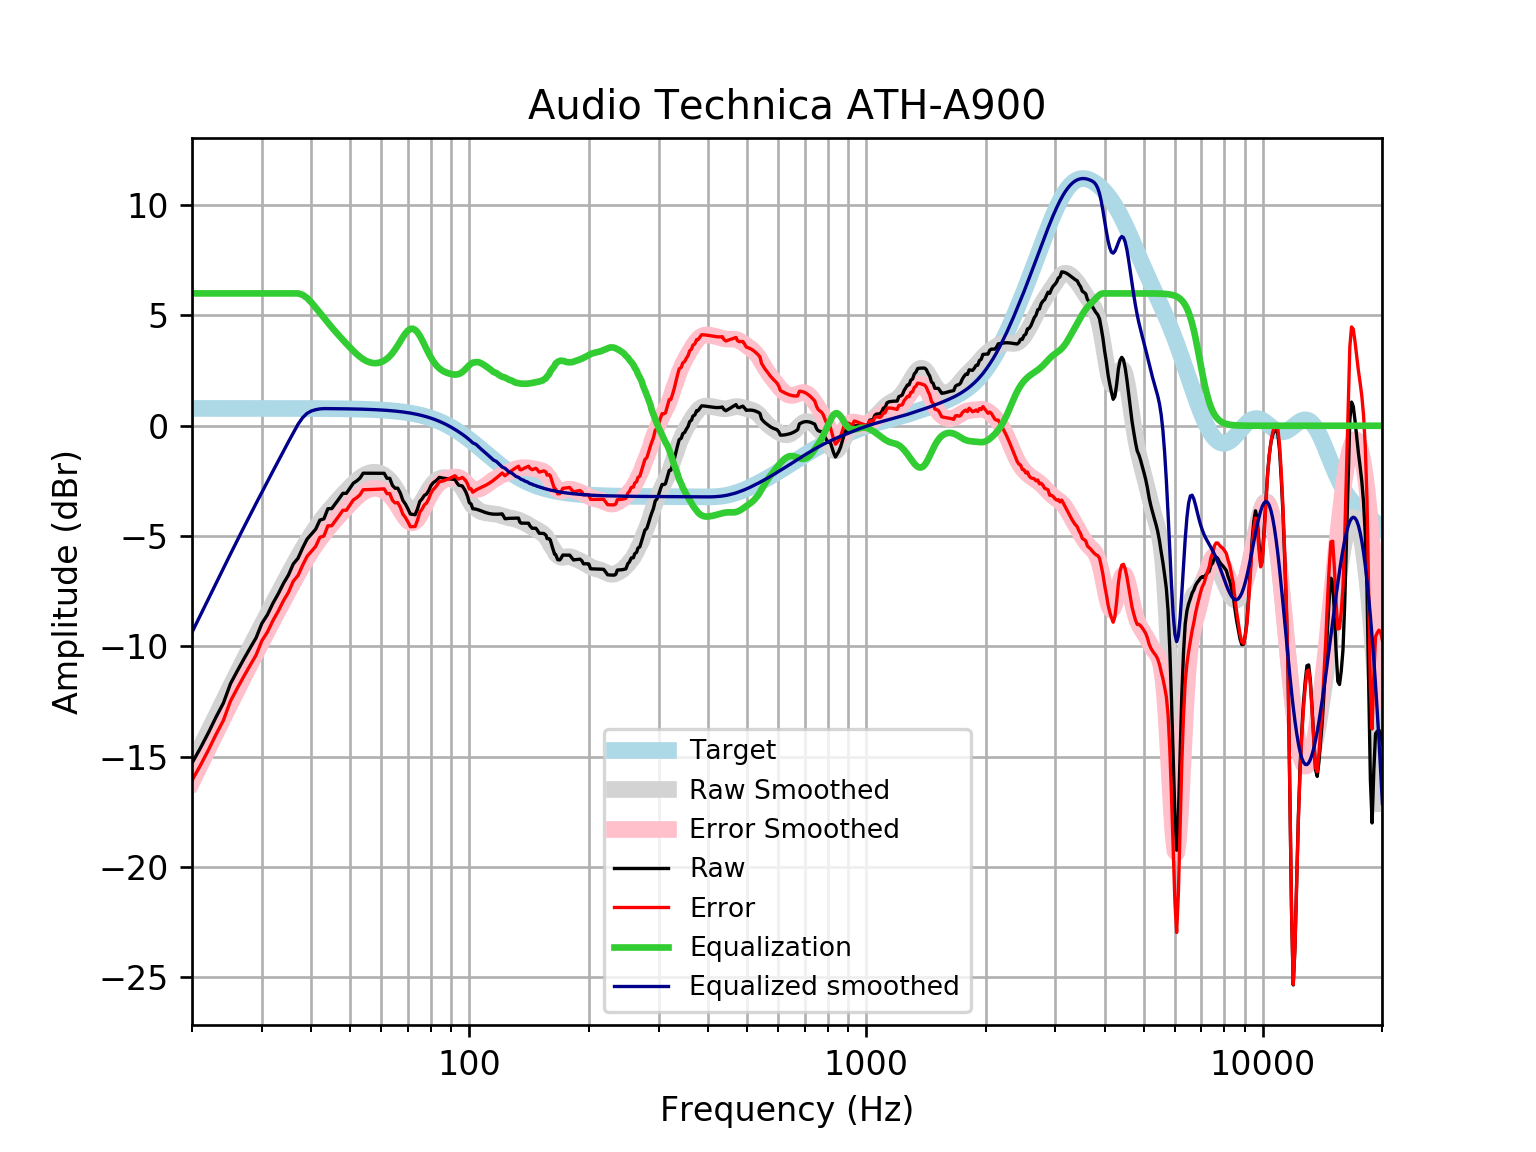 Audio Technica ATH-A900
Amplitude (dBr)
10
5
0
−5
−10
−15
−20
−25
Target
Raw Smoothed
Error Smoothed
Raw
Error
Equalization
Equalized smoothed
100 1000 10000
Frequency (Hz)